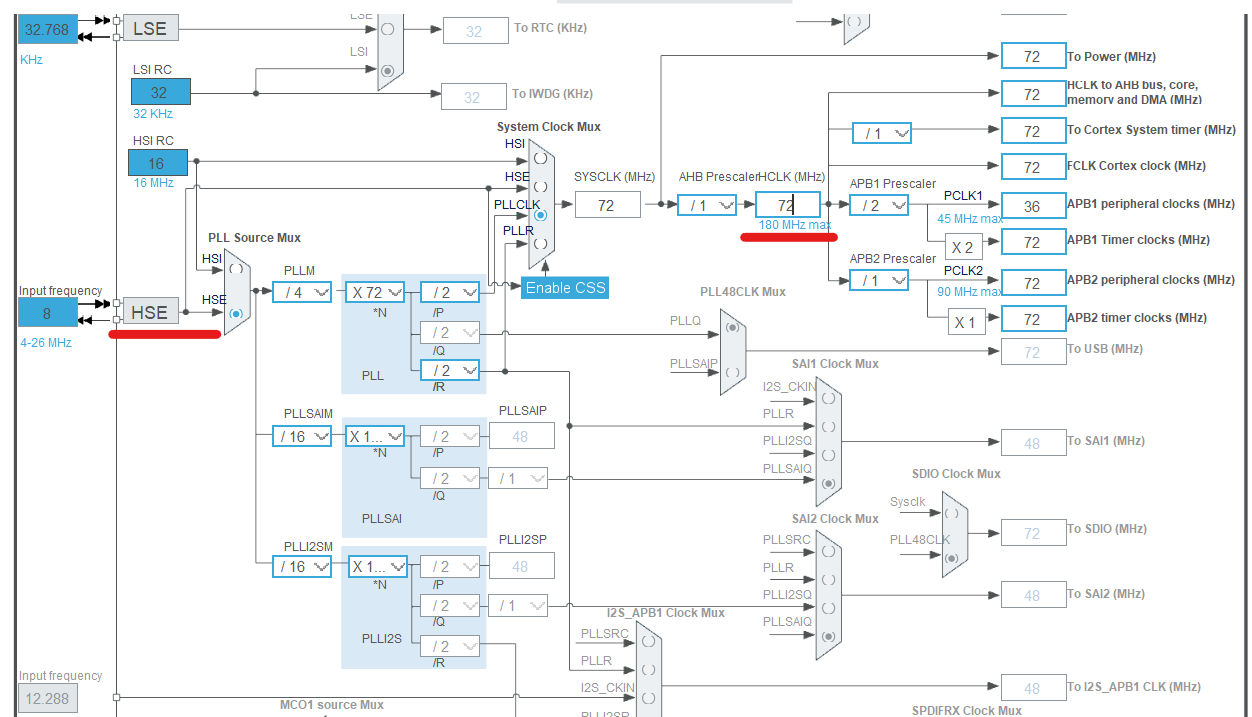 32.768
KHz
LSE
LSE
LSI
32
To RTC (KHz)
LSI RC
32
32 KHz
32
To IWDG (KHz)
HSI RC
16
16 MHz
System Clock Mux
HSI
HSE
PLLCLK
PLLR
SYSCLK (MHz)
72
AHB Prescaler
/ 1
HCLK (MHz)
72
180 MHz max
Enable CSS
72
To Power (MHz)
72
HCLK to AHB bus, core,
memory and DMA (MHz)
/ 1
72
To Cortex System timer (MHz)
72
FCLK Cortex clock (MHz)
APB1 Prescaler
/ 2
PCLK1
45 MHz max
36
APB1 peripheral clocks (MHz)
X 2
72
APB1 Timer clocks (MHz)
APB2 Prescaler
/ 1
PCLK2
90 MHz max
72
APB2 peripheral clocks (MHz)
X 1
72
APB2 timer clocks (MHz)
Input frequency
8
4-26 MHz
HSE
PLL Source Mux
HSI
HSE
PLLM
/ 4
X 72
*N
/ 2
/P
/ 2
/Q
/ 2
/R
PLL
PLL48CLK Mux
PLLQ
PLLSAIP
72
To USB (MHz)
PLLSAIM
/ 16
X 1...
*N
/ 2
/P
PLLSAIP
48
/ 2
/Q
/ 1
PLLSAI
SAI1 Clock Mux
I2S_CKIN
PLLR
PLLI2SQ
PLLSAIQ
48
To SAI1 (MHz)
SDIO Clock Mux
Sysclk
PLL48CLK
72
To SDIO (MHz)
PLLI2SM
/ 16
X 1...
*N
/ 2
/P
PLLI2SP
48
/ 2
/Q
/ 1
/ 2
/R
PLLI2S
SAI2 Clock Mux
PLLSRC
PLLR
PLLI2SQ
PLLSAIQ
48
To SAI2 (MHz)
I2S_APB1 Clock Mux
PLLSRC
PLLR
I2S_CKIN
48
To I2S_APB1 CLK (MHz)
Input frequency
12.288
MCO1 source Mux
SPDIFRX Clock Mux